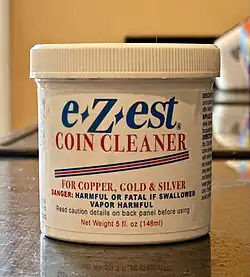 e·Z·est®
COIN CLEANER
FOR COPPER, GOLD & SILVER
DANGER: HARMFUL OR FATAL IF SWALLOWED
VAPOR HARMFUL
Read caution details on back panel before using
Net Weight 5 fl. oz (148ml)